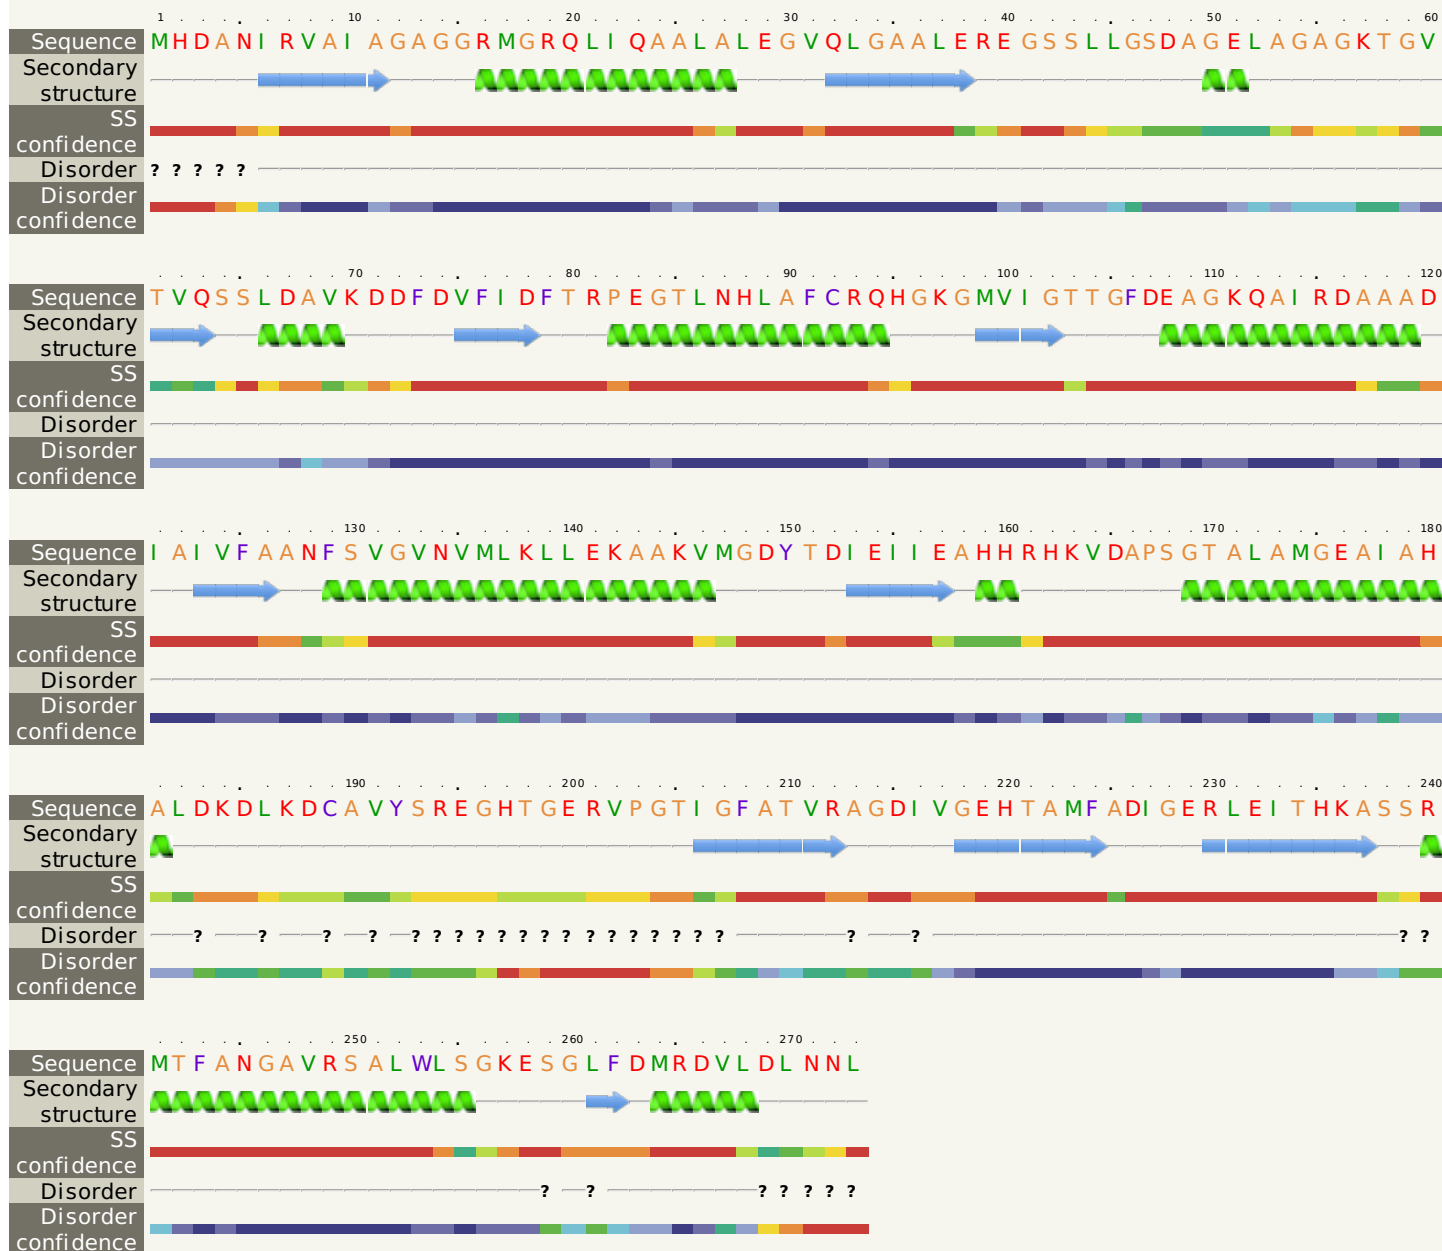 1 10 20 30 40 50 60
Sequence MHDANIRVAIAGAGGRMGRQLIQAALALEGVQLGAALEREGSSLLGSDAGELAGAGKTGV
Secondary
structure
SS
confidence
Disorder ? ? ? ? ?
Disorder
confidence
70 80 90 100 110 120
Sequence TVQSSLDAVKDDFDVFIDFTRPEGTLNHLAFCRQHGKGMVIGTTGFDEAGKQAIRDAAAD
Secondary
structure
SS
confidence
Disorder
Disorder
confidence
130 140 150 160 170 180
Sequence IAIVFAANFSVGVNVMLKLLEKAAKVMGDYTDIEIIEAHHRHKVDAPSGTALAMGEAIAH
Secondary
structure
SS
confidence
Disorder
Disorder
confidence
190 200 210 220 230 240
Sequence ALDKDLKDCAVYSREGHTGERVPGTIGFATVRAGDIVGEHTAMFADIGERLEITHKASSR
Secondary
structure
SS
confidence
Disorder ? ? ? ? ? ? ? ? ? ? ? ? ? ? ? ? ? ? ? ? ? ? ?
Disorder
confidence
250 260 270
Sequence MTFANGAVRSALWLSGKESGLFDMRDVLDLNNL
Secondary
structure
SS
confidence
Disorder ? ? ? ? ? ? ?
Disorder
confidence